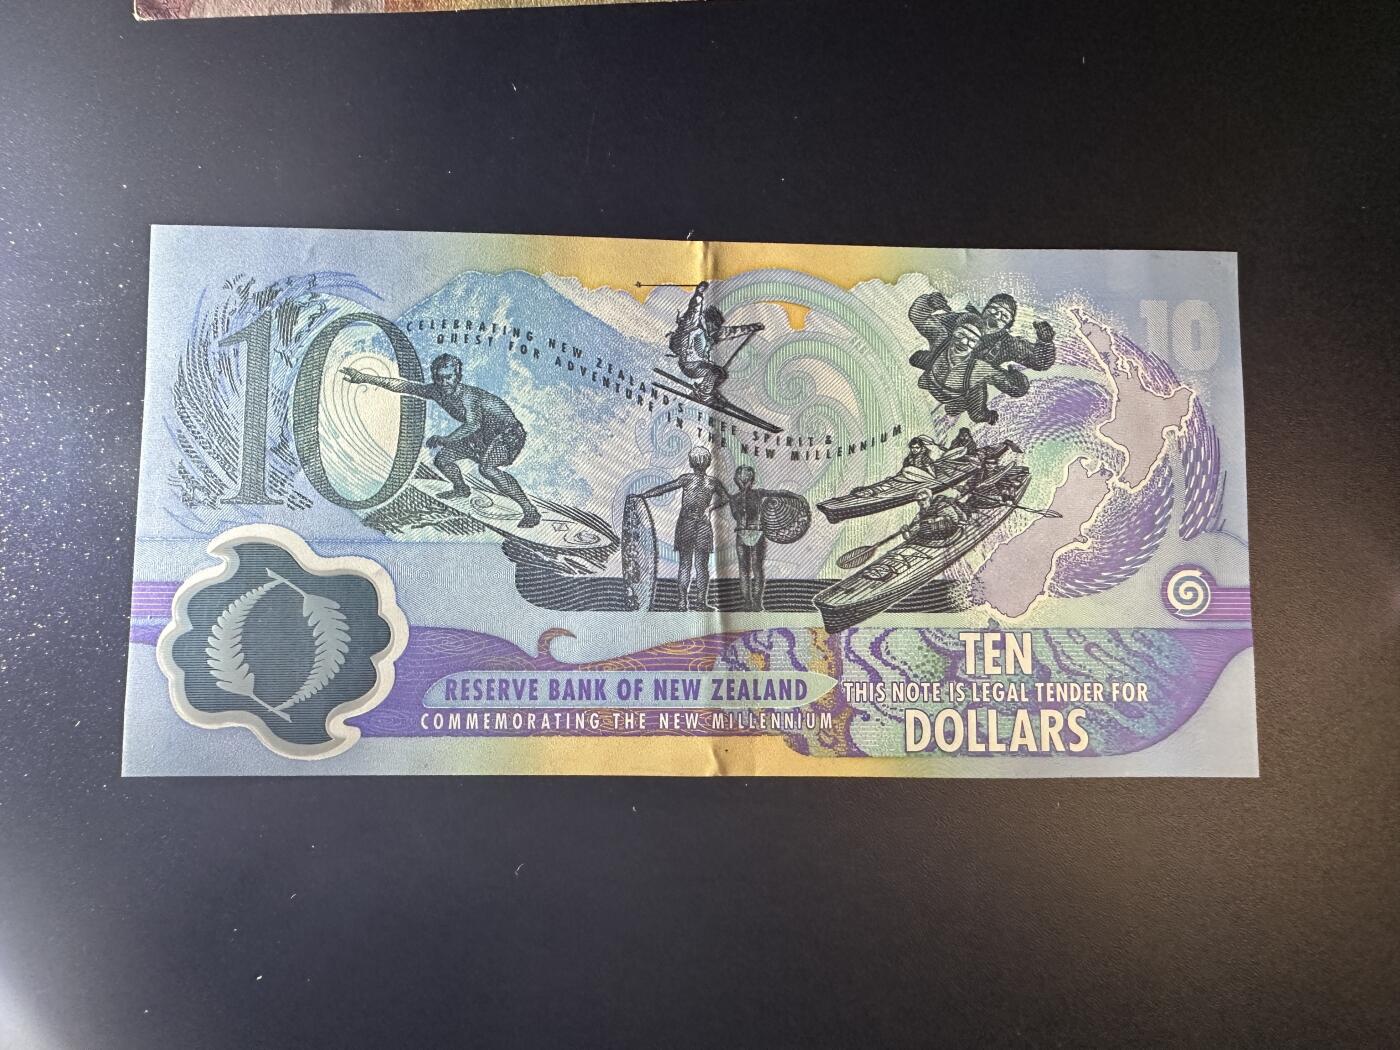 10
CELEBRATING NEW ZEALAND'S FREE SPIRIT &
QUEST FOR ADVENTURE IN THE NEW MILLENNIUM
10
RESERVE BANK OF NEW ZEALAND
COMMEMORATING THE NEW MILLENNIUM
TEN
THIS NOTE IS LEGAL TENDER FOR
DOLLARS